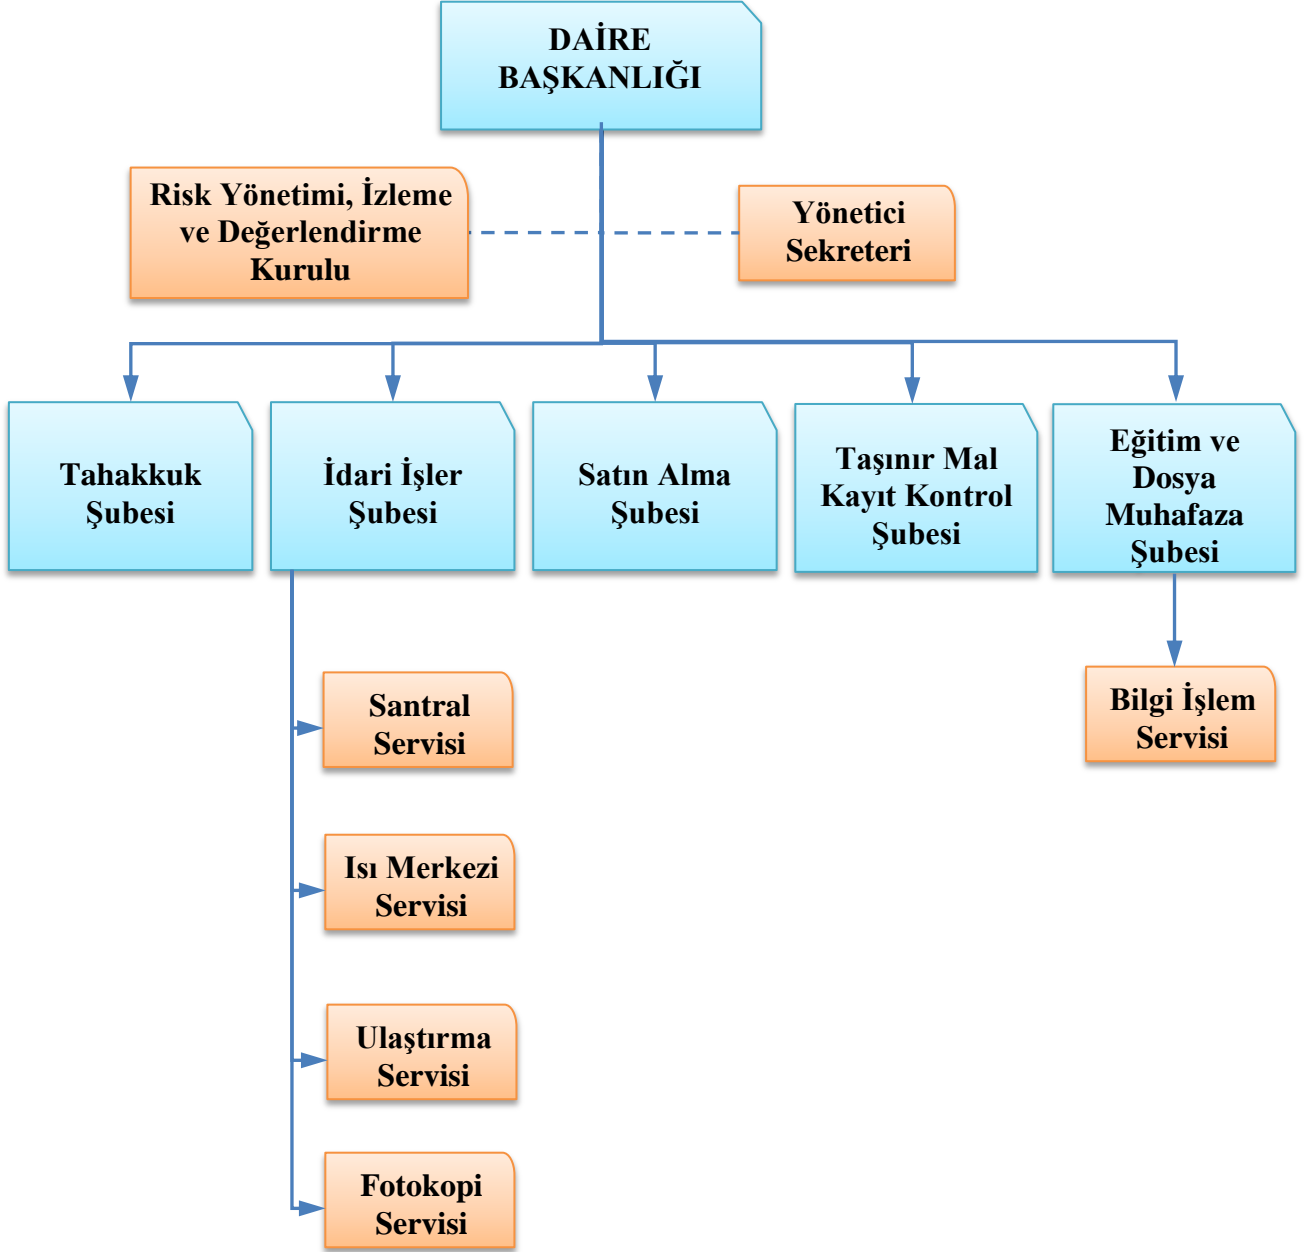 DAİRE
BAŞKANLIĞI
Risk Yönetimi, İzleme
ve Değerlendirme
Kurulu
Yönetici
Sekreteri
Tahakkuk
Şubesi
İdari İşler
Şubesi
Satın Alma
Şubesi
Taşınır Mal
Kayıt Kontrol
Şubesi
Eğitim ve
Dosya
Muhafaza
Şubesi
Santral
Servisi
Bilgi İşlem
Servisi
Isı Merkezi
Servisi
Ulaştırma
Servisi
Fotokopi
Servisi